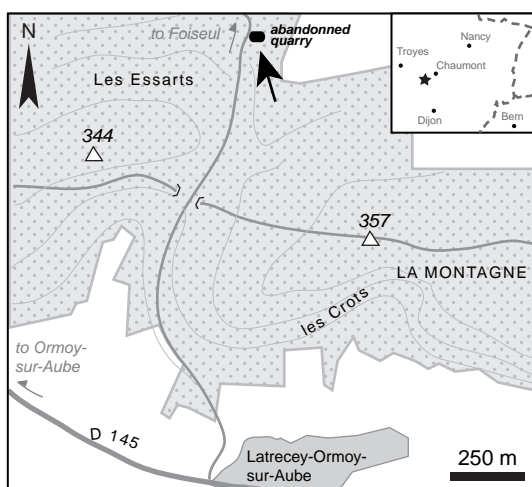 N
to Foiseul
abandonned
quarry
Les Essarts
344
357
LA MONTAGNE
les Crots
to Ormoy-
sur-Aube
D 145
Latrecey-Ormoy-
sur-Aube
250 m
Troyes
Nancy
Chaumont
Dijon
Bern